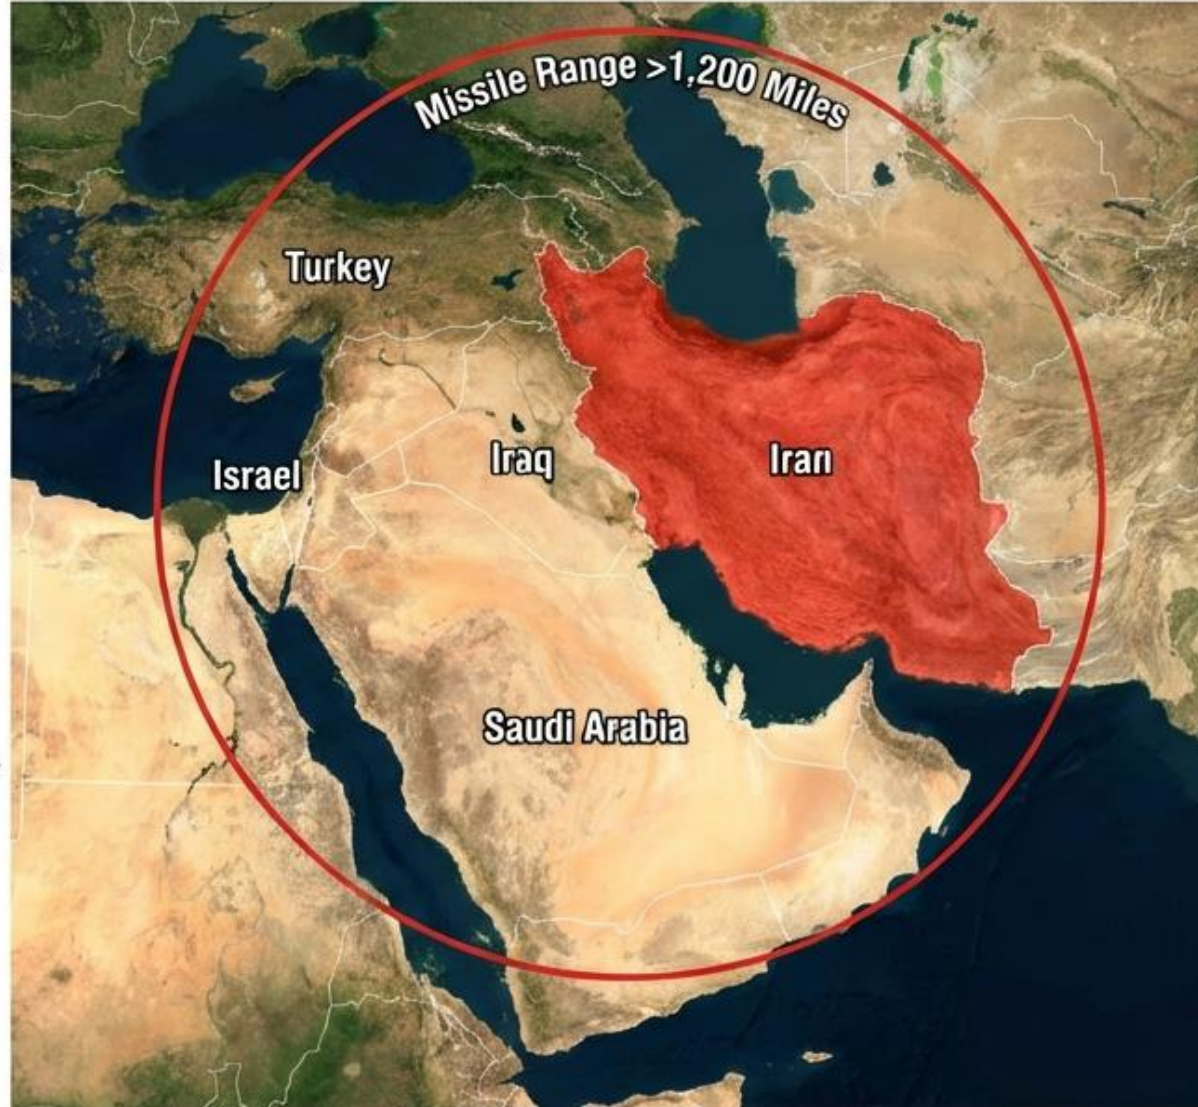 Missile Range >1,200 Miles
Turkey
Israel
Iraq
Iran
Saudi Arabia